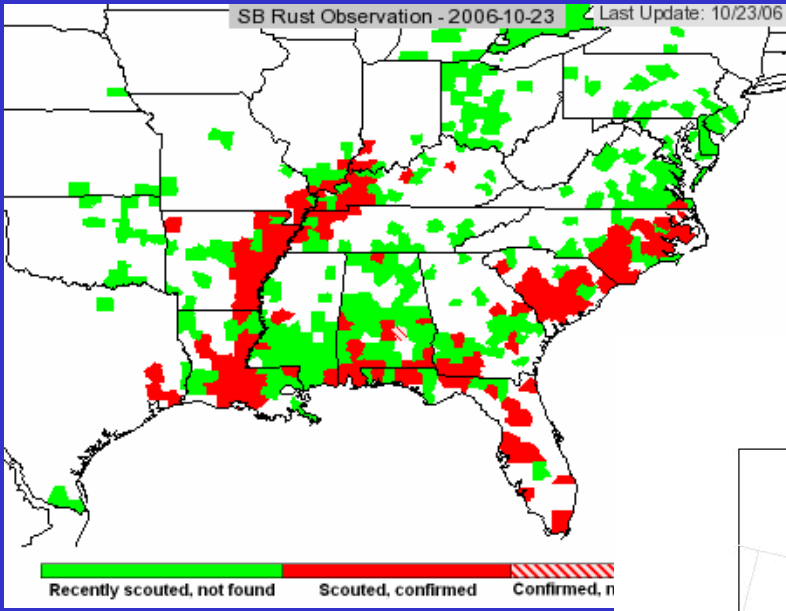 SB Rust Observation - 2006-10-23
Last Update: 10/23/06
Recently scouted, not found
Scouted, confirmed
Confirmed, n